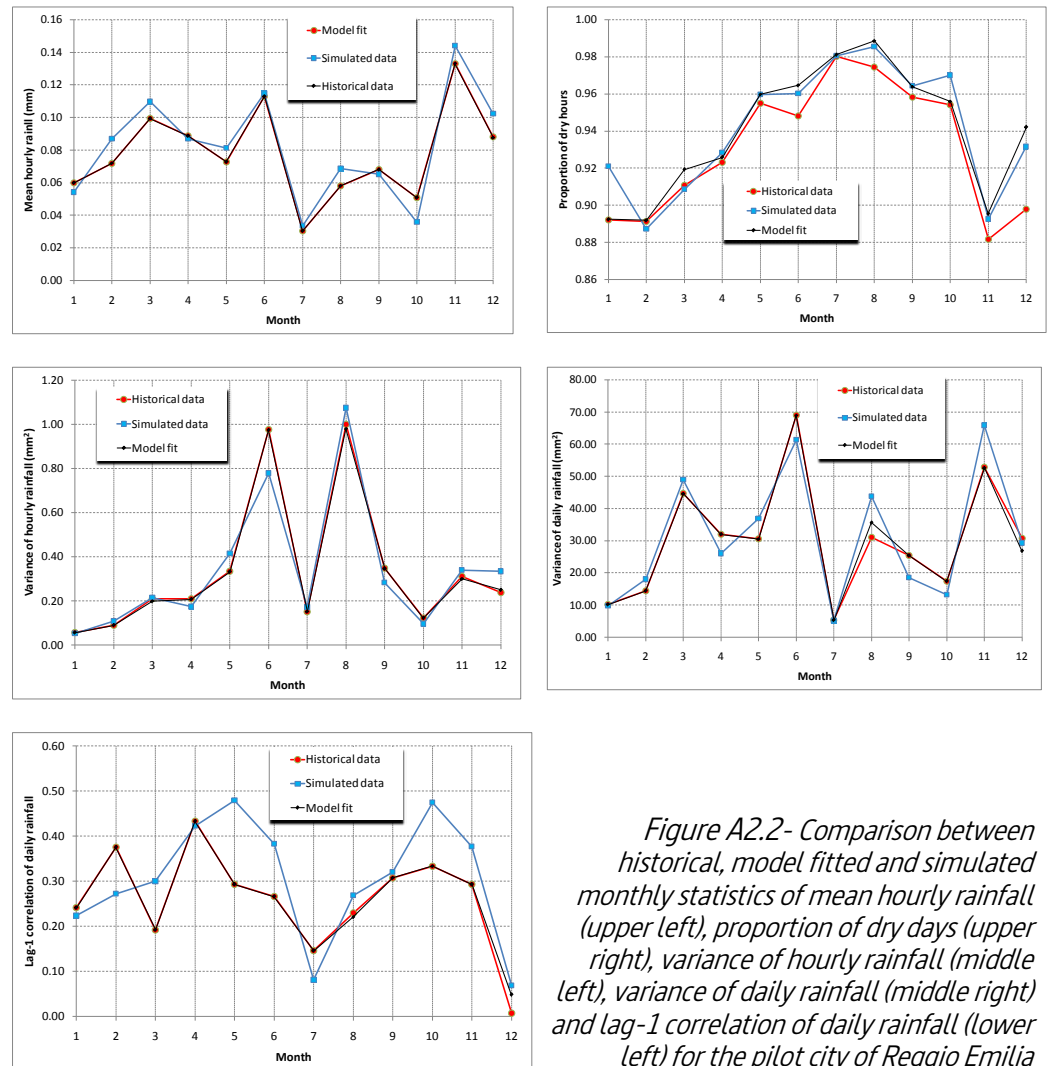 0.16
0.14
0.12
0.10
0.08
0.06
0.04
0.02
0.00
Mean hourly rainll (mm)
Model fit
Simulated data
Historical data
1 2 3 4 5 6 7 8 9 10 11 12
Month
1.00
0.98
0.96
0.94
0.92
0.90
0.88
0.86
Proportion of dry hours
Historical data
Simulated data
Model fit
1 2 3 4 5 6 7 8 9 10 11 12
Month
1.20
1.00
0.80
0.60
0.40
0.20
0.00
Variance of hourly rainfall (mm²)
Historical data
Simulated data
Model fit
1 2 3 4 5 6 7 8 9 10 11 12
Month
80.00
70.00
60.00
50.00
40.00
30.00
20.00
10.00
0.00
Variance of daily rainfall (mm²)
Historical data
Simulated data
Model fit
1 2 3 4 5 6 7 8 9 10 11 12
Month
0.60
0.50
0.40
0.30
0.20
0.10
0.00
Lag-1 correlation of daily rainfall
Historical data
Simulated data
Model fit
1 2 3 4 5 6 7 8 9 10 11 12
Month
Figure A2.2- Comparison between
historical, model fitted and simulated
monthly statistics of mean hourly rainfall
(upper left), proportion of dry days (upper
right), variance of hourly rainfall (middle
left), variance of daily rainfall (middle right)
and lag-1 correlation of daily rainfall (lower
left) for the pilot city of Reggio Emilia